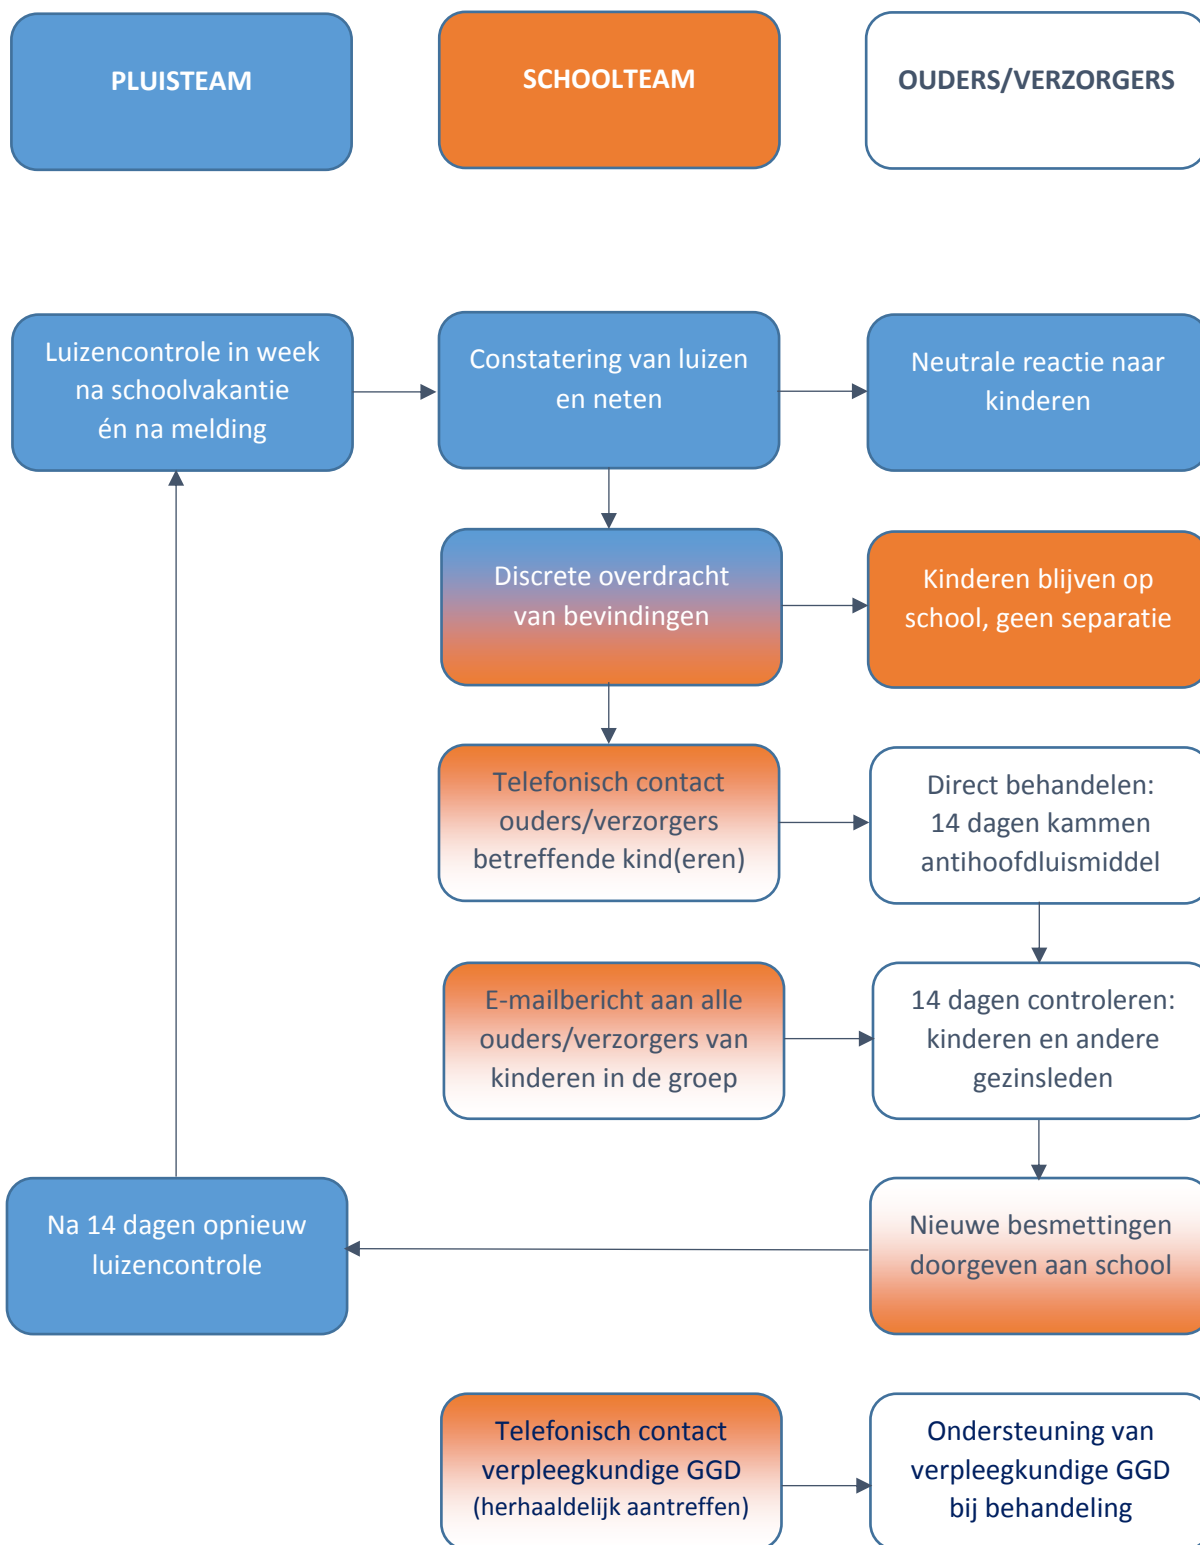 PLUISTEAM
SCHOOLTEAM
OUDERS/VERZORGERS
Luizencontrole in week
na schoolvakantie
én na melding
Constatering van luizen
en neten
Neutrale reactie naar
kinderen
Discrete overdracht
van bevindingen
Kinderen blijven op
school, geen separatie
Telefonisch contact
ouders/verzorgers
betreffende kind(eren)
Direct behandelen:
14 dagen kammen
antihoofdluismiddel
E-mailbericht aan alle
ouders/verzorgers van
kinderen in de groep
14 dagen controleren:
kinderen en andere
gezinsleden
Na 14 dagen opnieuw
luizencontrole
Nieuwe besmettingen
doorgeven aan school
Telefonisch contact
verpleegkundige GGD
(herhaaldelijk aantreffen)
Ondersteuning van
verpleegkundige GGD
bij behandeling